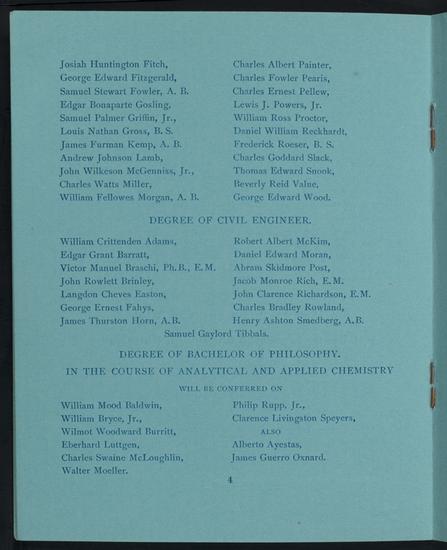 Josiah Huntington Fitch,
George Edward Fitzgerald,
Samuel Stewart Fowler, A. B.
Edgar Bonaparte Gosling,
Samuel Palmer Griffin, Jr.,
Louis Nathan Gross, B. S.
James Furman Kemp, A. B.
Andrew Johnson Lamb,
John Wilkeson McGenniss, Jr.,
Charles Watts Miller,
William Fellowes Morgan, A. B.
Charles Albert Painter,
Charles Fowler Pearis,
Charles Ernest Pellew,
Lewis J. Powers, Jr.
William Ross Proctor,
Daniel William Reckhardt,
Frederick Roeser, B. S.
Charles Goddard Slack,
Thomas Edward Snook,
Beverly Reid Value,
George Edward Wood.
DEGREE OF CIVIL ENGINEER.
William Crittenden Adams,
Edgar Grant Barratt,
Victor Manuel Braschi, Ph.B., E.M.
John Rowlett Brinley,
Langdon Cheves Easton,
George Ernest Fahys,
James Thurston Horn, A.B.
Robert Albert McKim,
Daniel Edward Moran,
Abram Skidmore Post,
Jacob Monroe Rich, E.M.
John Clarence Richardson, E.M.
Charles Bradley Rowland,
Henry Ashton Smedberg, A.B.
Samuel Gaylord Tibbals.
DEGREE OF BACHELOR OF PHILOSOPHY.
IN THE COURSE OF ANALYTICAL AND APPLIED CHEMISTRY
WILL BE CONFERRED ON
William Mood Baldwin,
William Bryce, Jr.,
Wilmot Woodward Burritt,
Eberhard Luttgen,
Charles Swaine McLoughlin,
Walter Moeller.
Philip Rupp, Jr.,
Clarence Livingston Speyers,
ALSO
Alberto Ayestas,
James Guerro Oxnard.
4